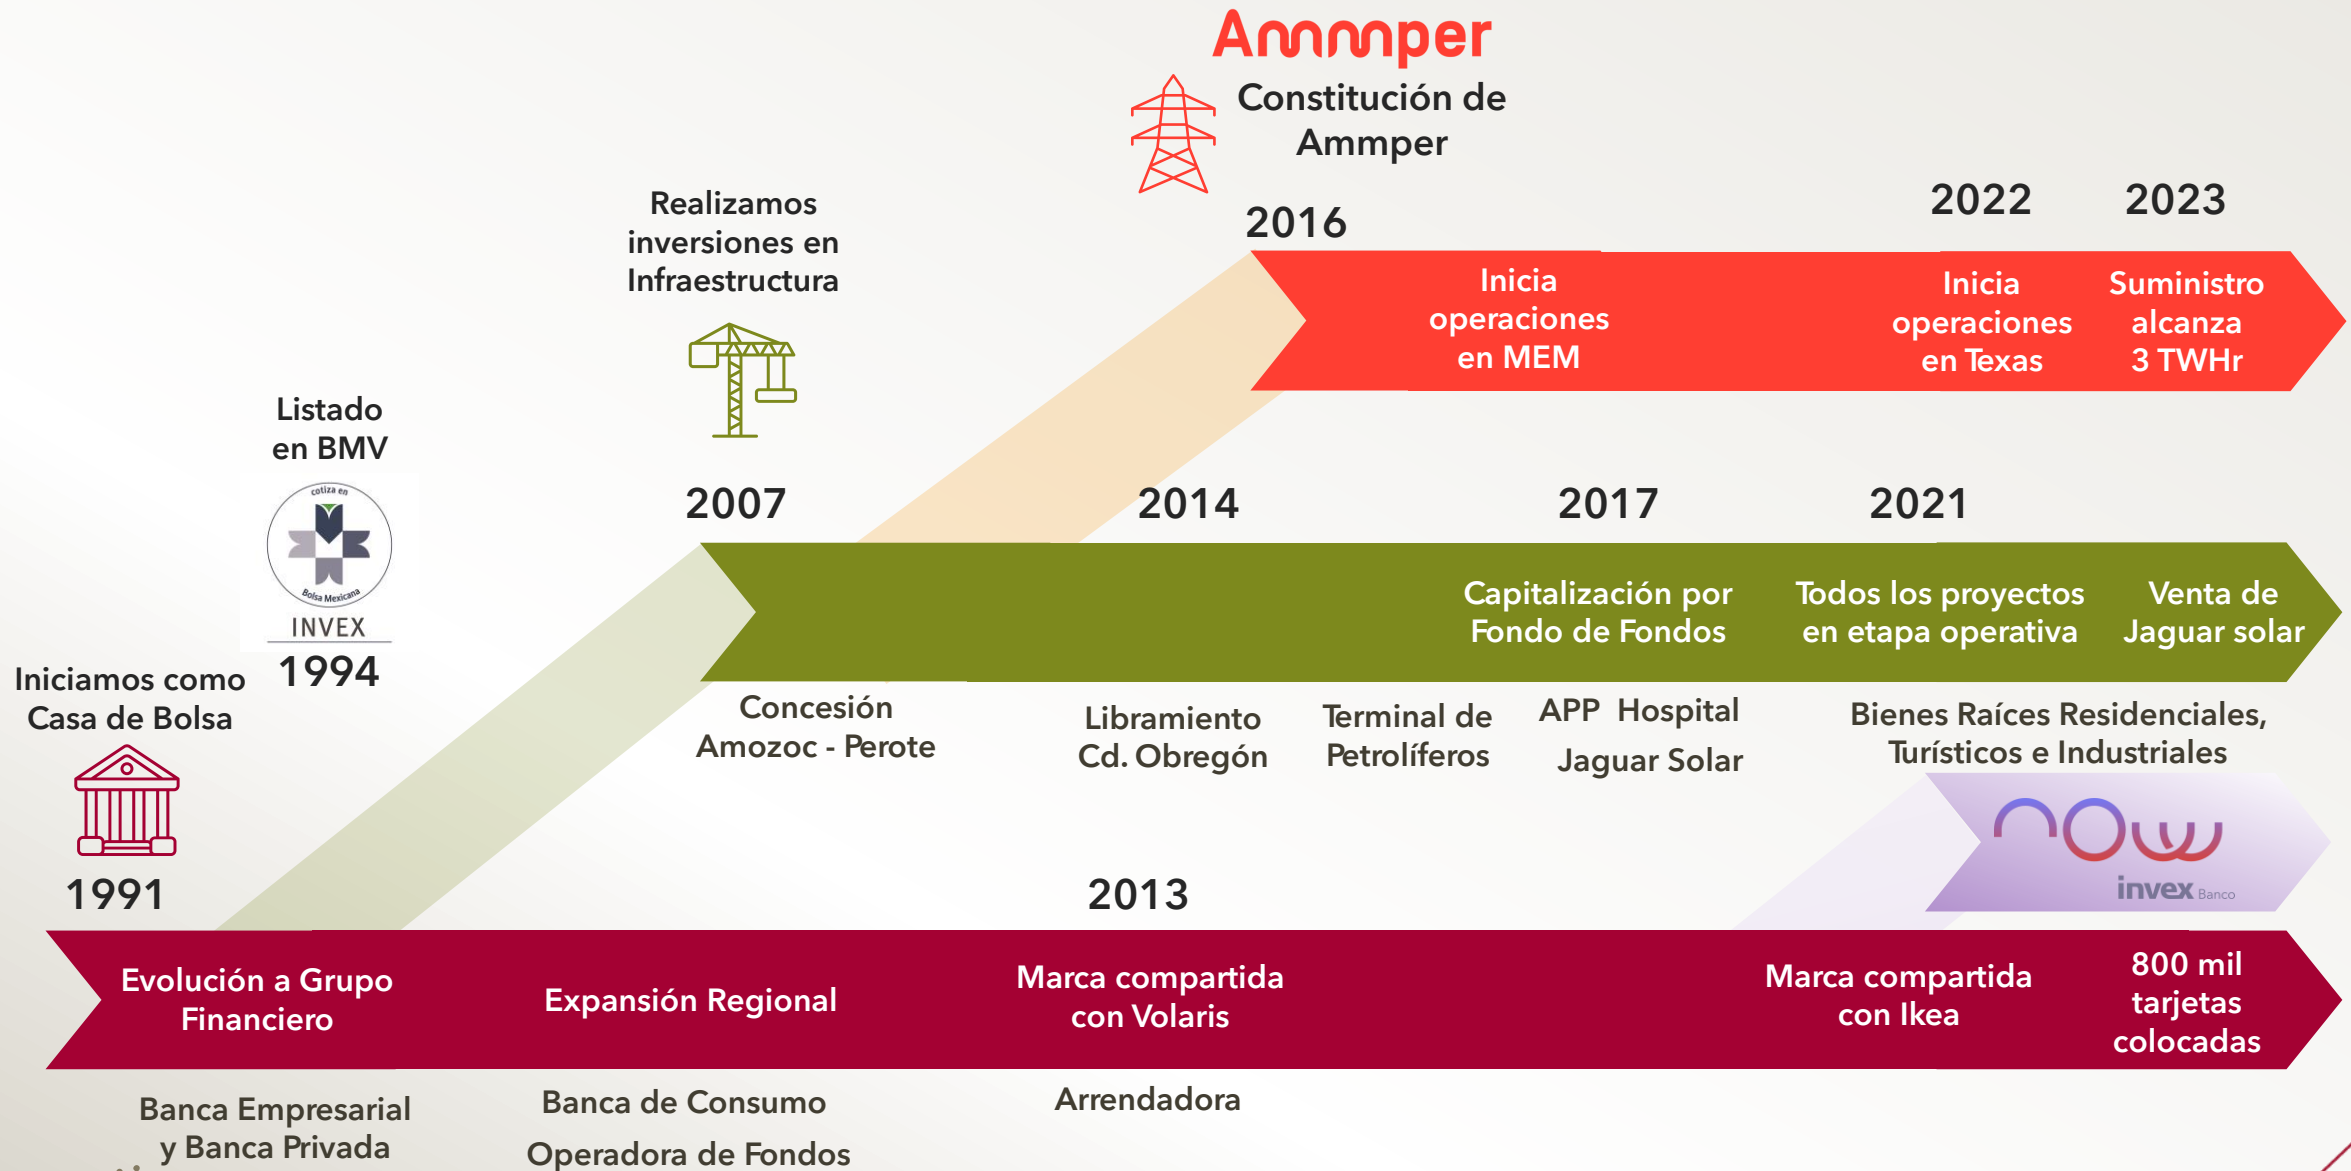 Ammper
Constitución de
Ammper
2016
2022
2023
Inicia
operaciones
en MEM
Inicia
operaciones
en Texas
Suministro
alcanza
3 TWHr
Realizamos
inversiones en
Infraestructura
2007
2014
2017
2021
Capitalización por
Fondo de Fondos
Todos los proyectos
en etapa operativa
Venta de
Jaguar solar
Concesión
Amozoc - Perote
Libramiento
Cd. Obregón
Terminal de
Petrolíferos
APP Hospital
Jaguar Solar
Bienes Raíces Residenciales,
Turísticos e Industriales
now
invex Banco
Listado
en BMV
cotiza en
Bolsa Mexicana
INVEX
1994
Iniciamos como
Casa de Bolsa
1991
2013
Evolución a Grupo
Financiero
Expansión Regional
Marca compartida
con Volaris
Marca compartida
con Ikea
800 mil
tarjetas
colocadas
Banca Empresarial
y Banca Privada
Banca de Consumo
Operadora de Fondos
Arrendadora